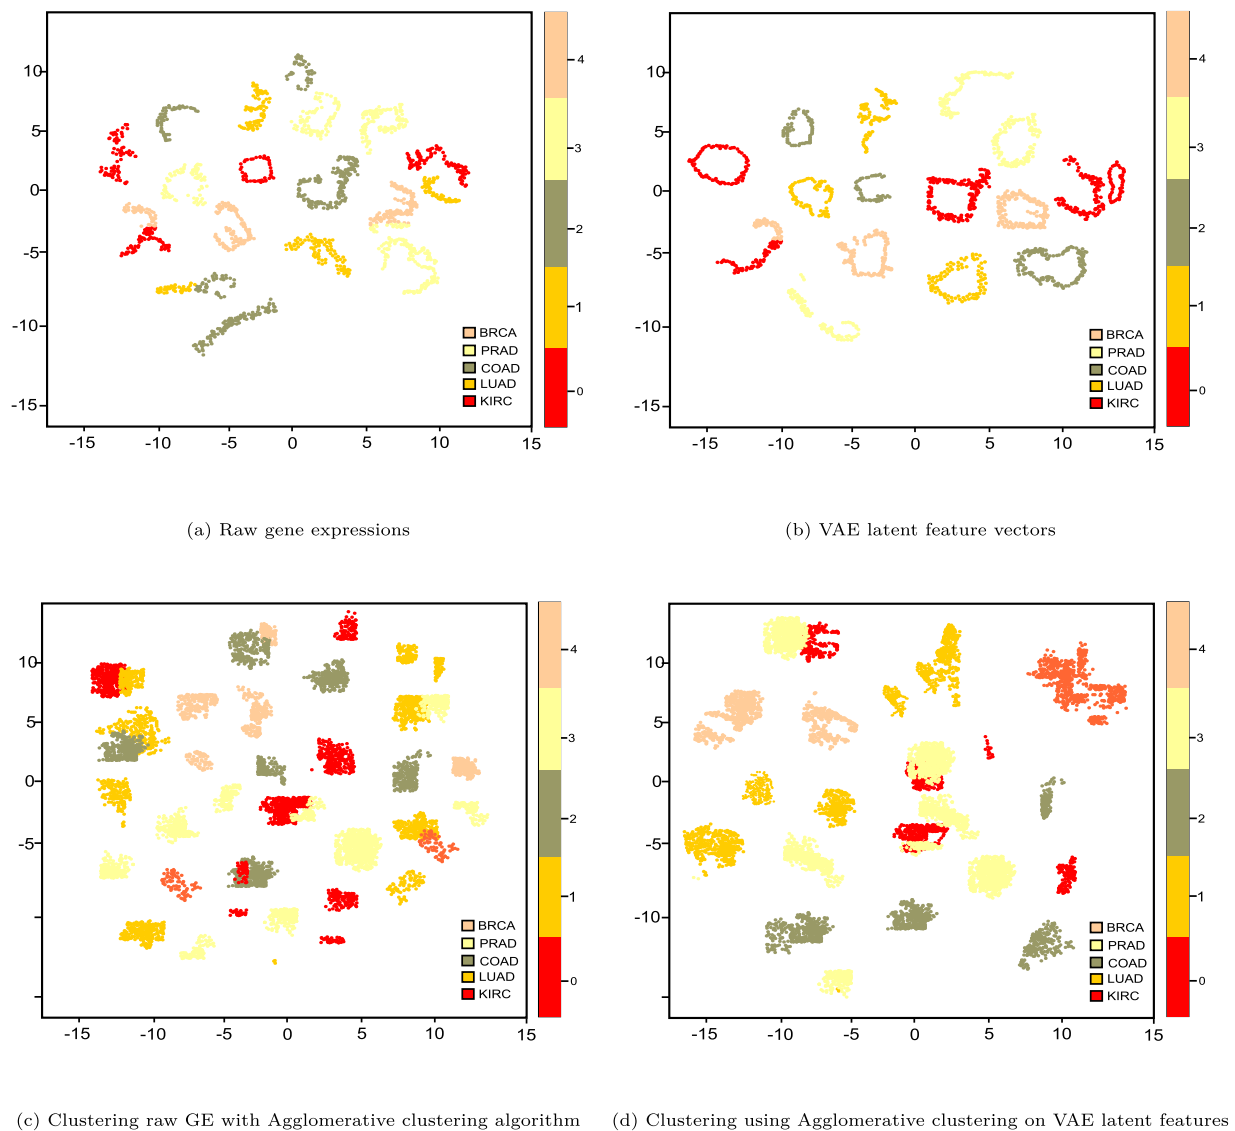 10
5
0
-5
-10
-15
-15 -10 -5 0 5 10 15
4
3
2
1
0
BRCA
PRAD
COAD
LUAD
KIRC
(a) Raw gene expressions
10
5
0
-5
-10
-15
-15 -10 -5 0 5 10 15
4
3
2
1
0
BRCA
PRAD
COAD
LUAD
KIRC
(b) VAE latent feature vectors
10
5
0
-5
-15 -10 -5 0 5 10 15
4
3
2
1
0
BRCA
PRAD
COAD
LUAD
KIRC
(c) Clustering raw GE with Agglomerative clustering algorithm
10
5
0
-5
-10
-15 -10 -5 0 5 10 15
4
3
2
1
0
BRCA
PRAD
COAD
LUAD
KIRC
(d) Clustering using Agglomerative clustering on VAE latent features